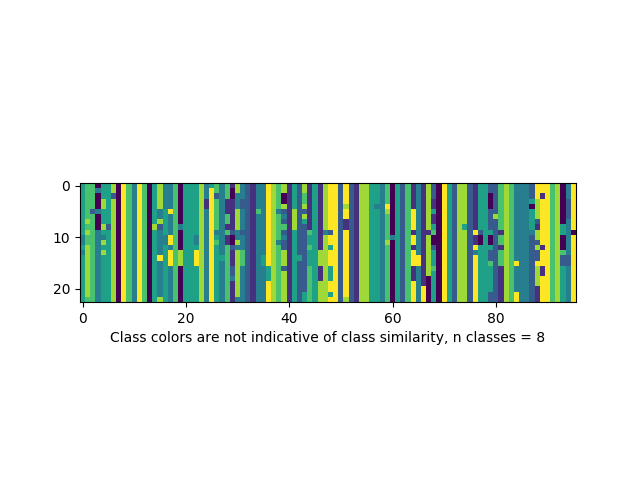 0
10
20
0 20 40 60 80
Class colors are not indicative of class similarity, n classes = 8